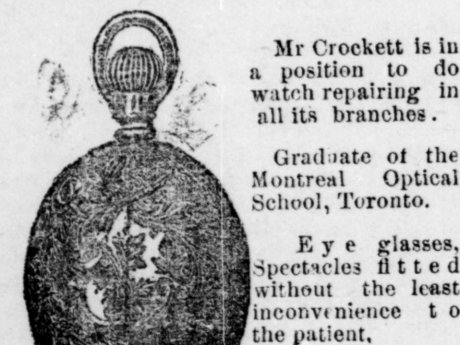 Mr Crockett is in
a position to do
watch repairing in
all its branches.
Graduate of the
Montreal Optical
School, Toronto.
Eye glasses,
Spectacles fitted
without the least
inconvenience to
the patient,